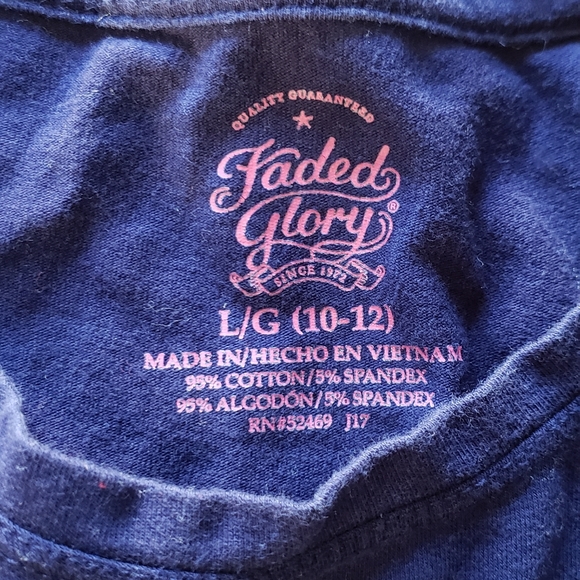 QUALITY GUARANTEED
Faded
Glory®
SINCE 1972
L/G (10-12)
MADE IN/HECHO EN VIETNAM
95% COTTON/5% SPANDEX
95% ALGODÓN/5% SPANDEX
RN#52469 J17